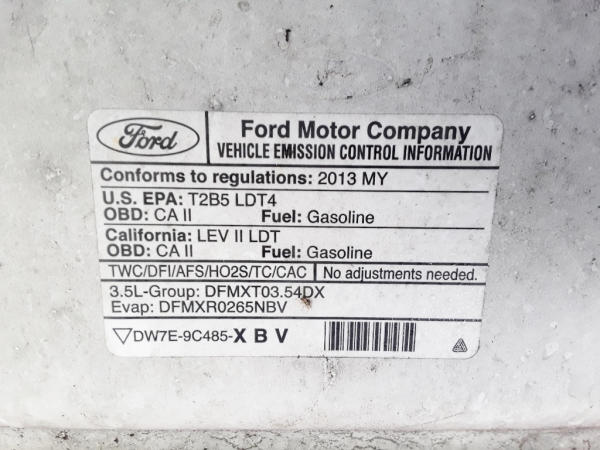 Ford
Ford Motor Company
VEHICLE EMISSION CONTROL INFORMATION
Conforms to regulations: 2013 MY
U.S. EPA: T2B5 LDT4
OBD: CA II Fuel: Gasoline
California: LEV II LDT
OBD: CA II Fuel: Gasoline
TWC/DFI/AFS/HO2S/TC/CAC No adjustments needed.
3.5L-Group: DFMXT03.54DX
Evap: DFMXR0265NBV
▽DW7E-9C485-X B V